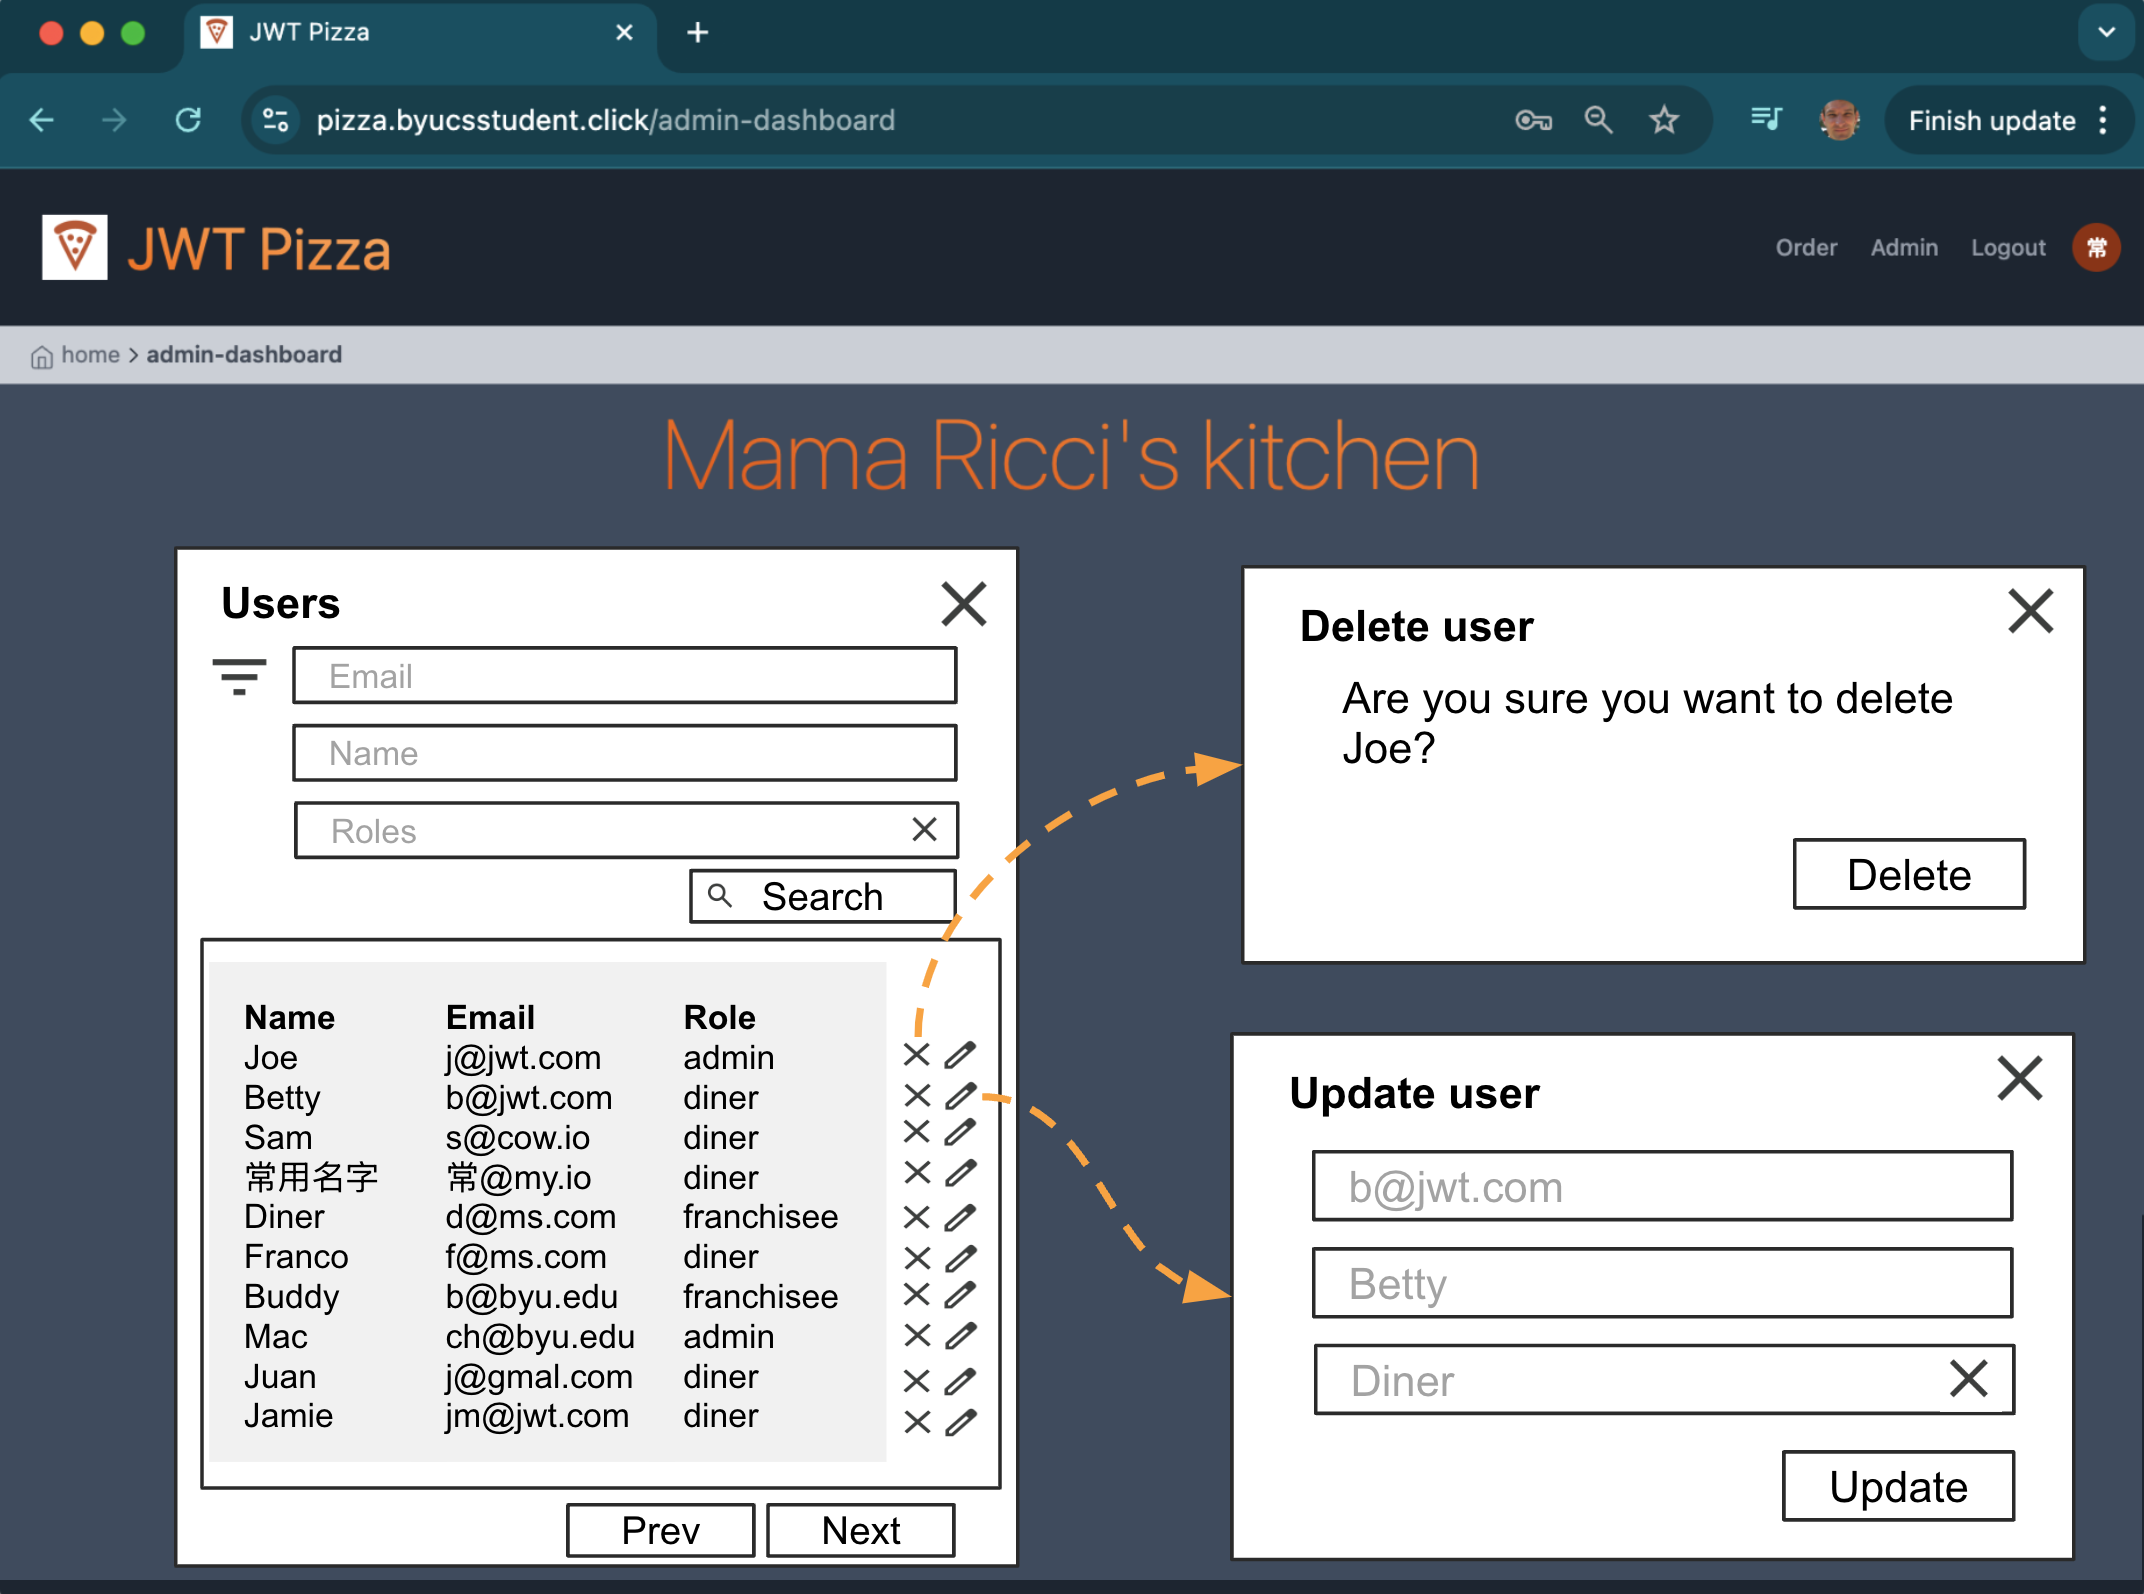 JWT Pizza
pizza.byucsstudent.click/admin-dashboard
Finish update
JWT Pizza
Order Admin Logout 常
home > admin-dashboard
Mama Ricci's kitchen
Users
Email
Name
Roles
Search
Name Email Role
Joe j@jwt.com admin
Betty b@jwt.com diner
Sam s@cow.io diner
常用名字 常@my.io diner
Diner d@ms.com franchisee
Franco f@ms.com diner
Buddy b@byu.edu franchisee
Mac ch@byu.edu admin
Juan j@gmal.com diner
Jamie jm@jwt.com diner
Prev Next
Delete user
Are you sure you want to delete
Joe?
Delete
Update user
b@jwt.com
Betty
Diner
Update